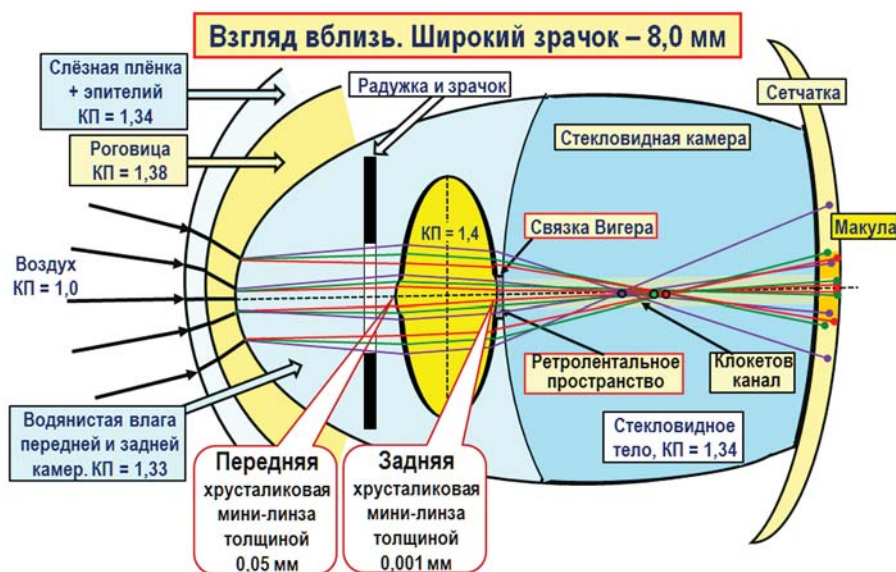 Взгляд вблизь. Широкий зрачок – 8,0 мм
Слёзная плёнка
+ эпителий
КП = 1,34
Радужка и зрачок
Сетчатка
Роговица
КП = 1,38
Стекловидная камера
КП = 1,4
Связка Вигера
Макула
Воздух
КП = 1,0
Ретролентальное
пространство
Клокетов
канал
Водянистая влага
передней и задней
камер. КП = 1,33
Стекловидное
тело, КП = 1,34
Передняя
хрусталиковая
мини-линза
толщиной
0,05 мм
Задняя
хрусталиковая
мини-линза
толщиной
0,001 мм